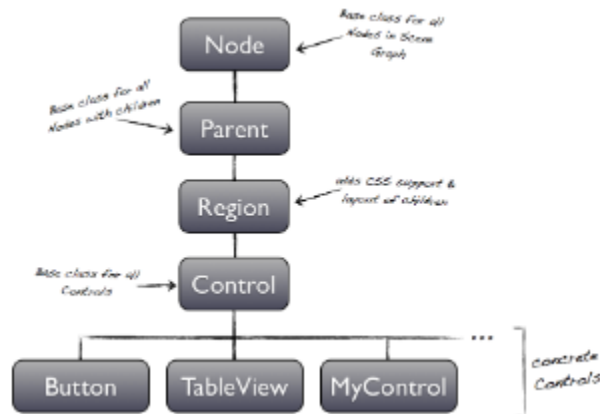 Node
Base class for all
Nodes in Scene
Graph
Base class for all
Nodes with children
Parent
Region
adds CSS support &
layout of children
Base class for all
Controls
Control
...
Button
TableView
MyControl
concrete
Controls